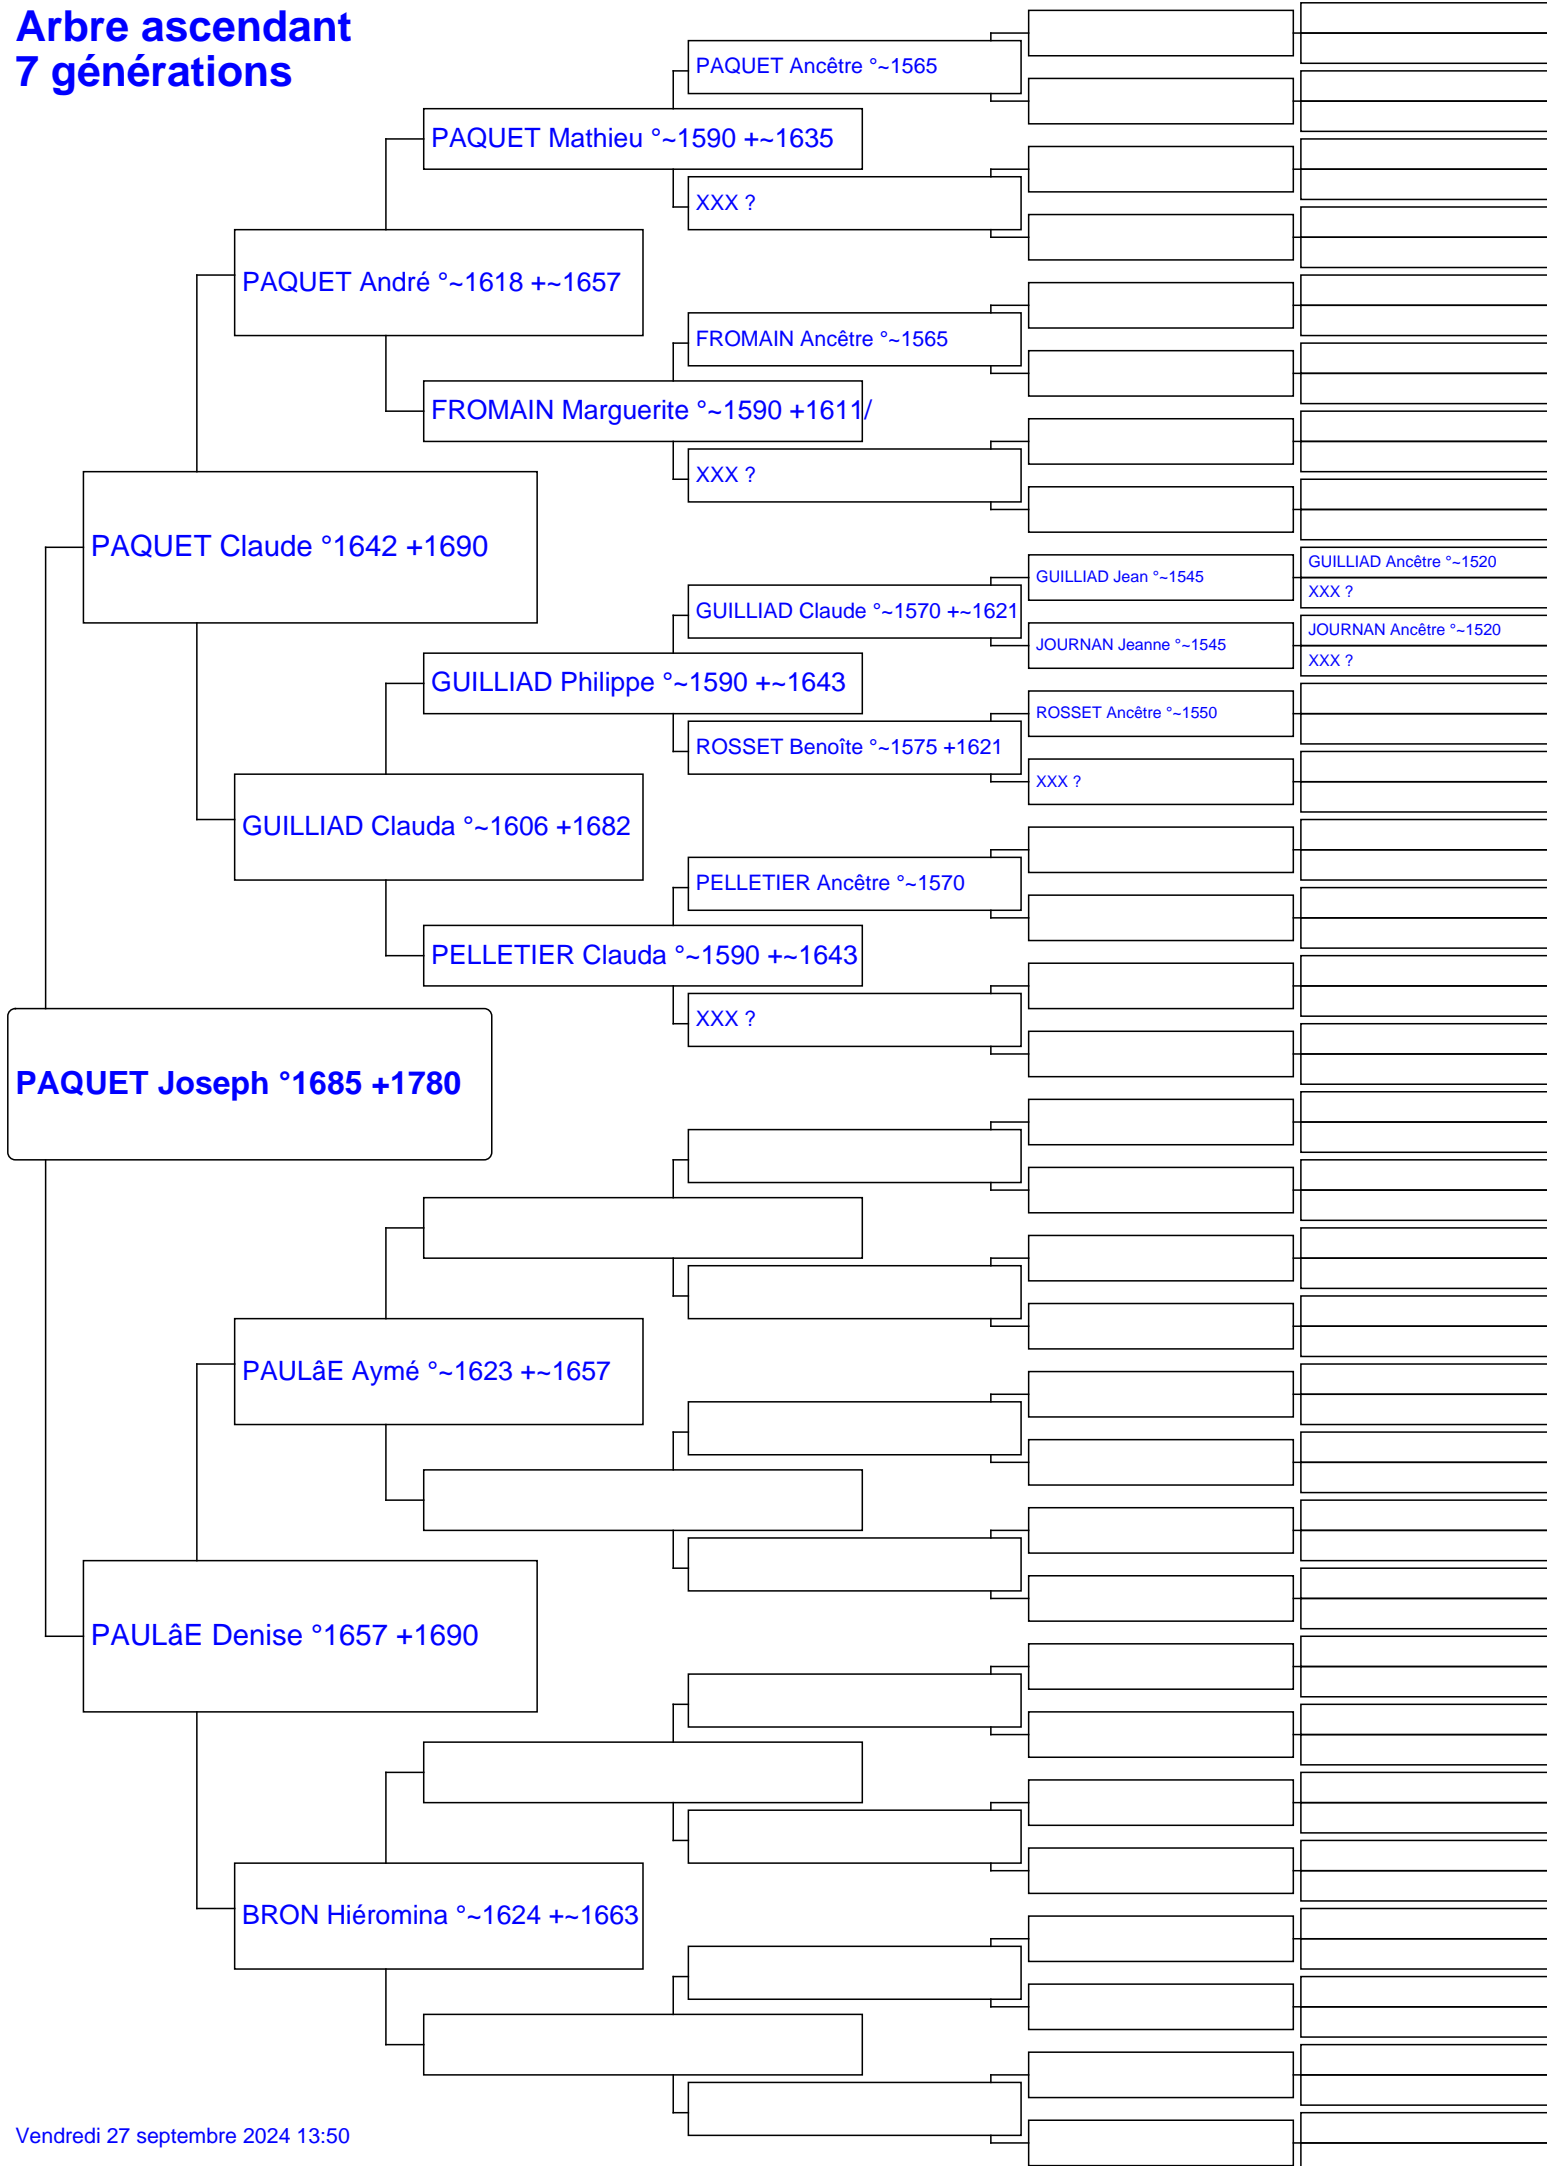 Arbre ascendant
7 générations
PAQUET Ancêtre °~1565
PAQUET Mathieu °~1590 +~1635
XXX ?
PAQUET André °~1618 +~1657
FROMAIN Ancêtre °~1565
FROMAIN Marguerite °~1590 +1611/
XXX ?
PAQUET Claude °1642 +1690
GUILLIAD Ancêtre °~1520
GUILLIAD Jean °~1545
XXX ?
GUILLIAD Claude °~1570 +~1621
JOURNAN Ancêtre °~1520
JOURNAN Jeanne °~1545
XXX ?
GUILLIAD Philippe °~1590 +~1643
ROSSET Ancêtre °~1550
ROSSET Benoîte °~1575 +1621
XXX ?
GUILLIAD Clauda °~1606 +1682
PELLETIER Ancêtre °~1570
PELLETIER Clauda °~1590 +~1643
XXX ?
PAQUET Joseph °1685 +1780
PAULâE Aymé °~1623 +~1657
PAULâE Denise °1657 +1690
BRON Hiéromina °~1624 +~1663
Vendredi 27 septembre 2024 13:50